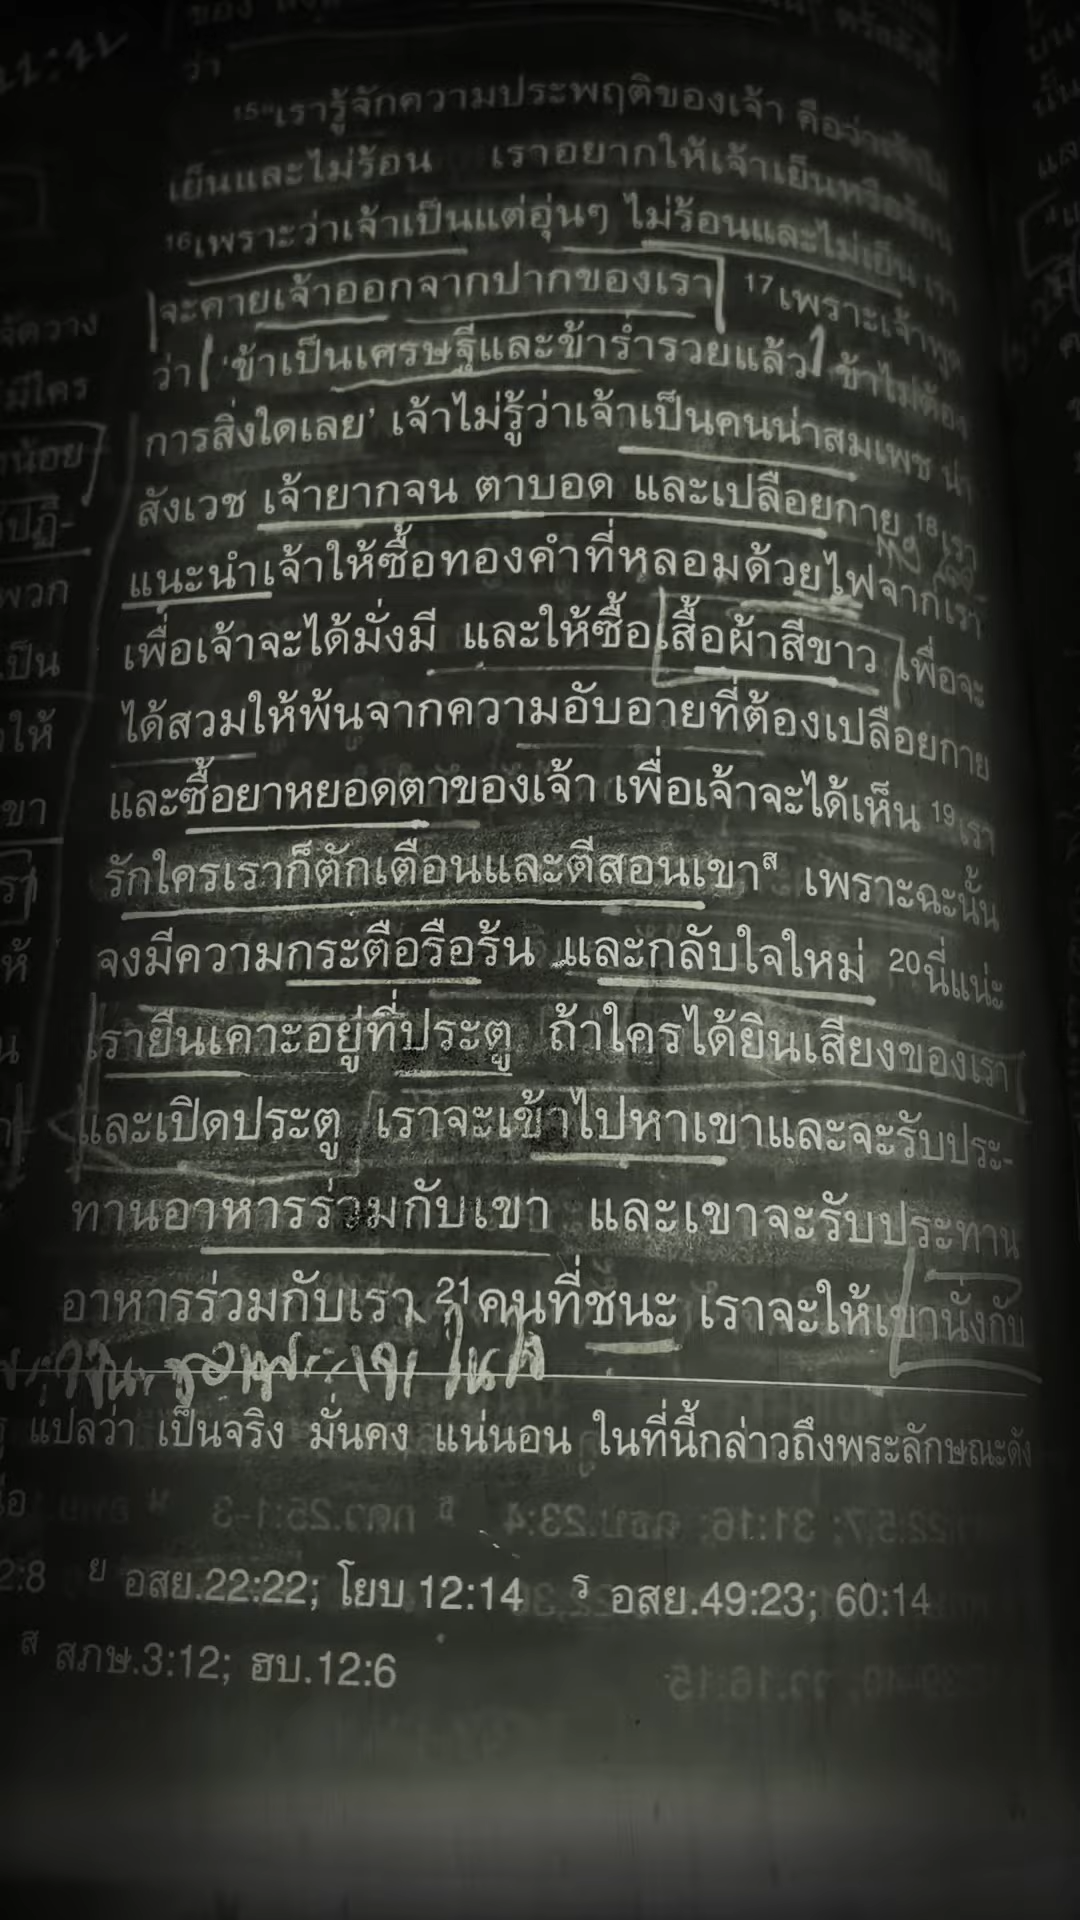 ว่า
15"เรารู้จักความประพฤติของเจ้า คือว่าเจ้าไม่
เย็นและไม่ร้อน เราอยากให้เจ้าเย็นหรือร้อน
16เพราะว่าเจ้าเป็นแต่อุ่นๆ ไม่ร้อนและไม่เย็น เรา
จะคายเจ้าออกจากปากของเรา 17เพราะเจ้าพูด
ว่า 'ข้าเป็นเศรษฐีและข้าร่ำรวยแล้ว ข้าไม่ต้อง
การสิ่งใดเลย' เจ้าไม่รู้ว่าเจ้าเป็นคนน่าสมเพช น่า
สังเวช เจ้ายากจน ตาบอด และเปลือยกาย 18เรา
แนะนำเจ้าให้ซื้อทองคำที่หลอมด้วยไฟจากเรา
เพื่อเจ้าจะได้มั่งมี และให้ซื้อเสื้อผ้าสีขาว เพื่อจะ
ได้สวมให้พ้นจากความอับอายที่ต้องเปลือยกาย
และซื้อยาหยอดตาของเจ้า เพื่อเจ้าจะได้เห็น 19เรา
รักใครเราก็ตักเตือนและตีสอนเขาส เพราะฉะนั้น
จงมีความกระตือรือร้น และกลับใจใหม่ 20นี่แน่ะ
เรายืนเคาะอยู่ที่ประตู ถ้าใครได้ยินเสียงของเรา
และเปิดประตู เราจะเข้าไปหาเขาและจะรับประ-
ทานอาหารร่วมกับเขา และเขาจะรับประทาน
อาหารร่วมกับเรา 21คนที่ชนะ เราจะให้เขานั่งกับ
แปลว่า เป็นจริง มั่นคง แน่นอน ในที่นี้กล่าวถึงพระลักษณะดัง
2:8 ย อสย.22:22; โยบ 12:14 ร อสย.49:23; 60:14
ส สภษ.3:12; ฮบ.12:6